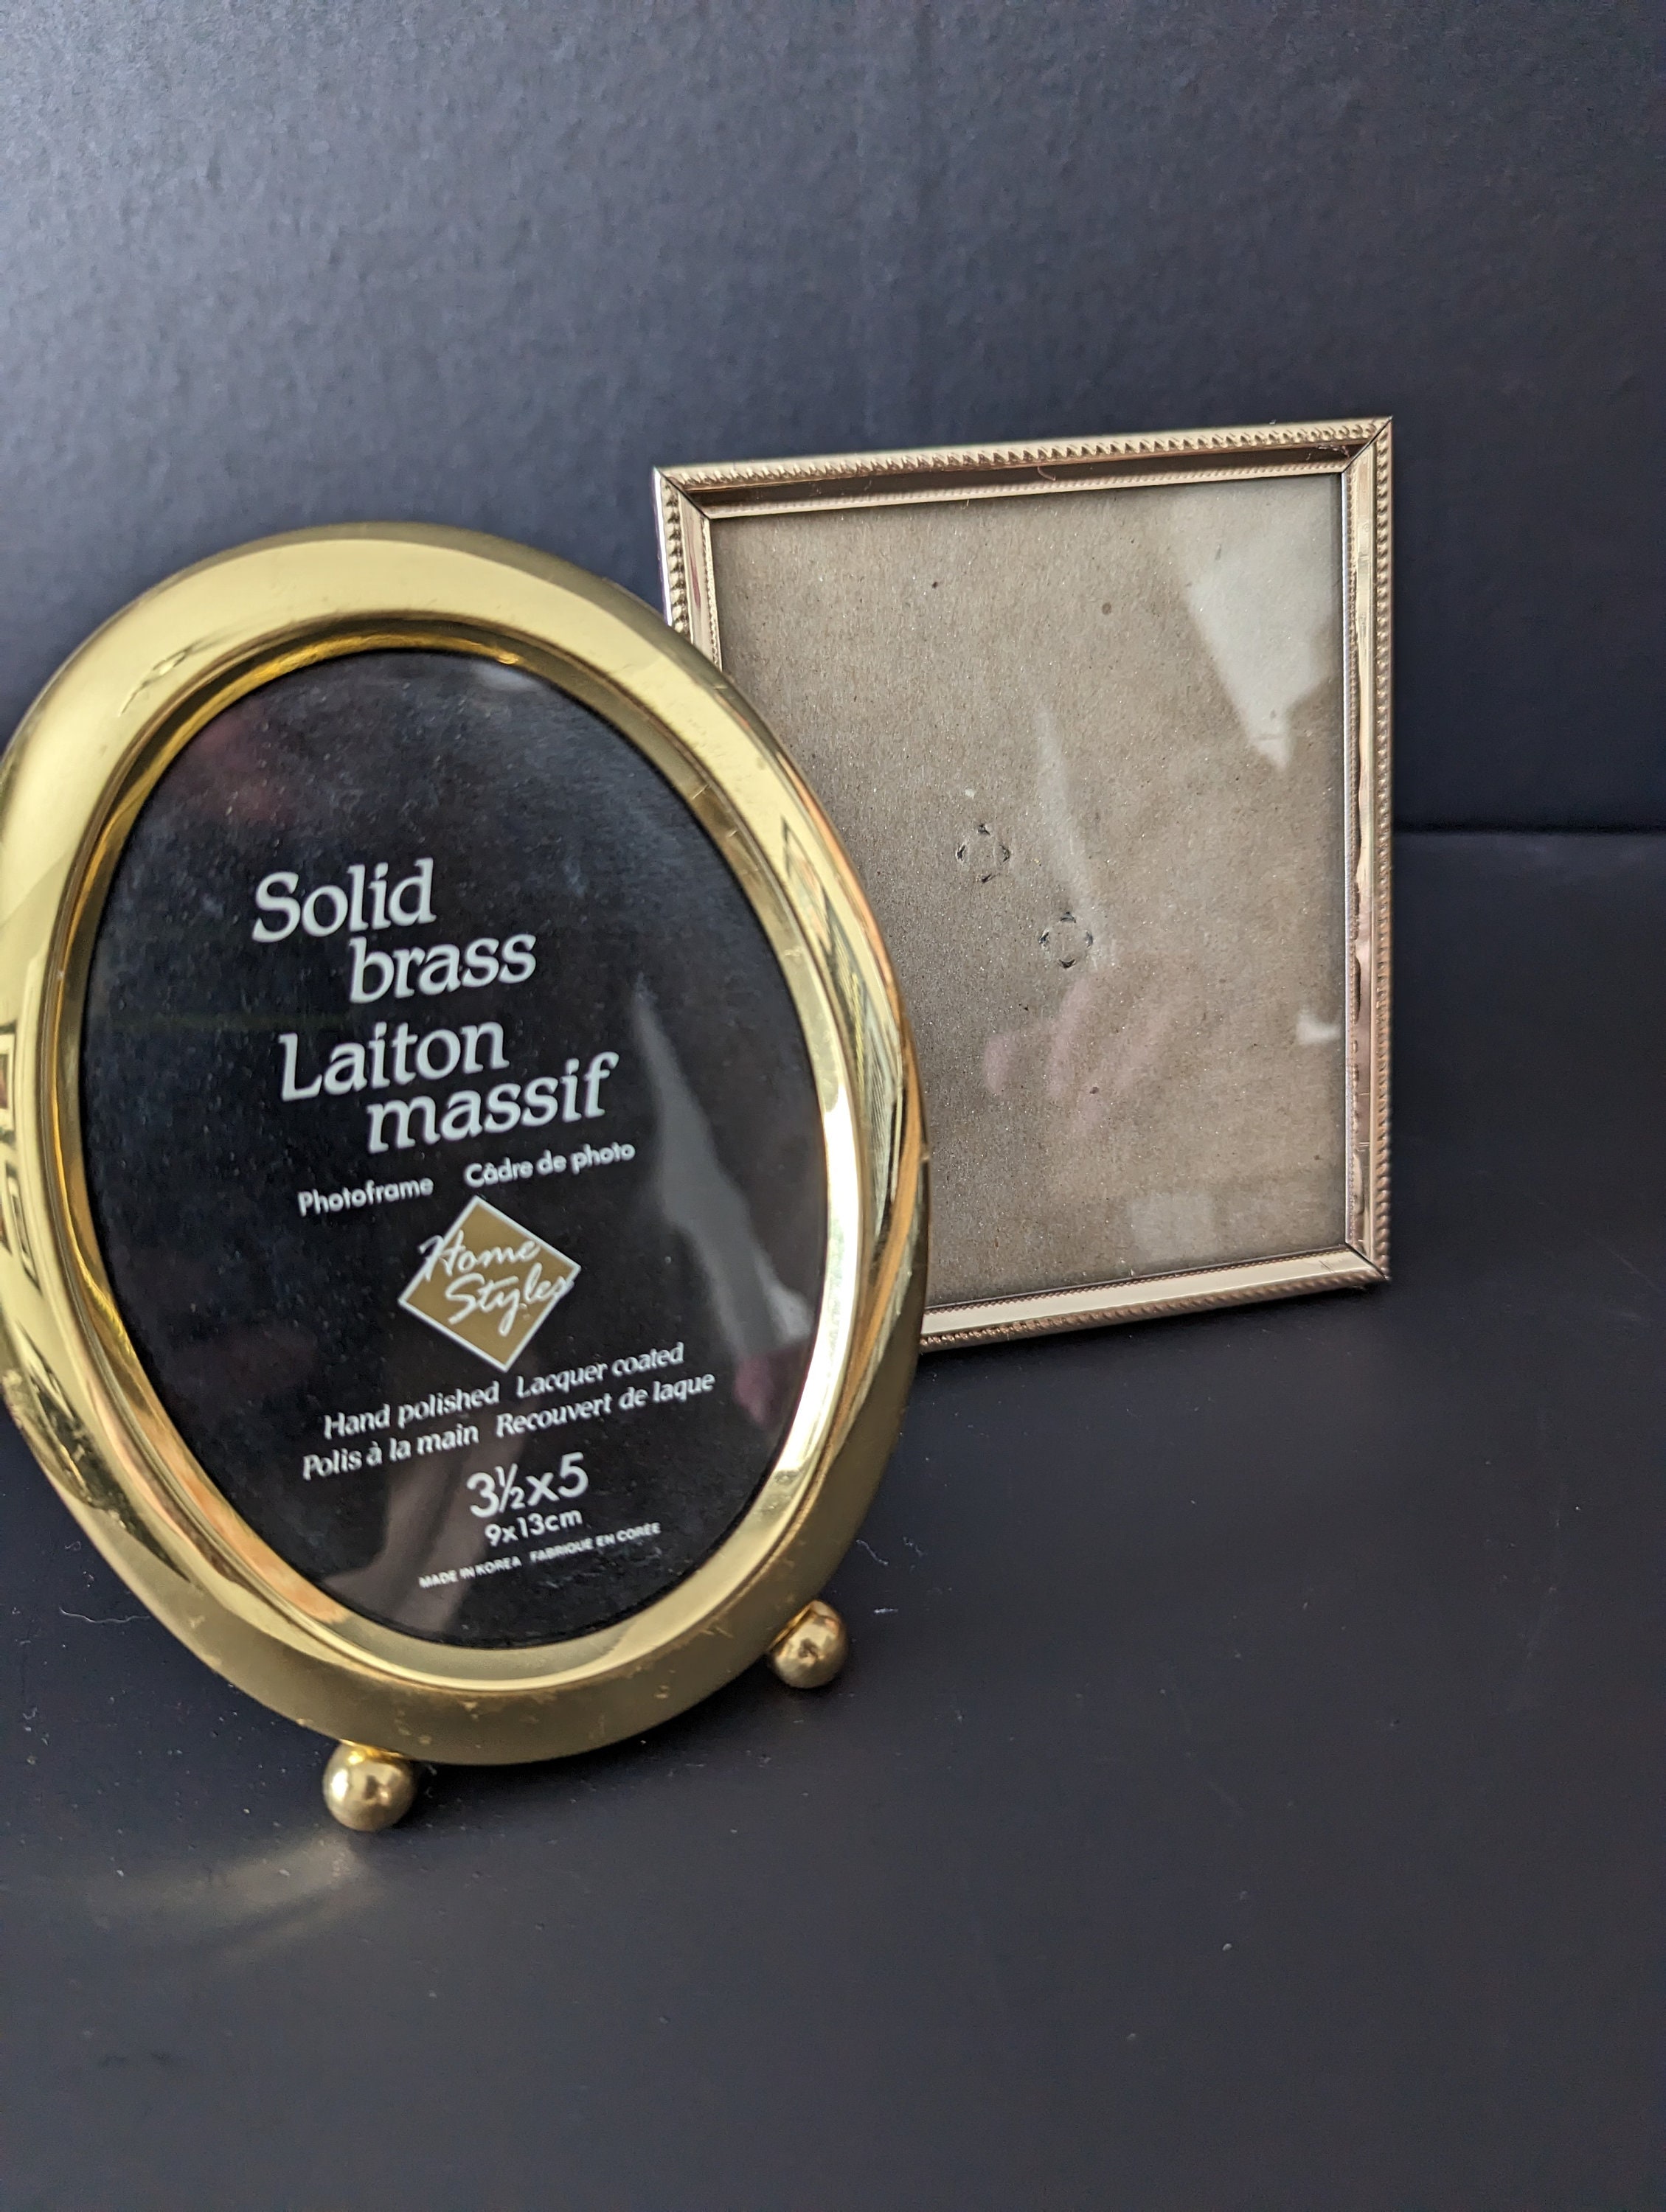 Solid
brass
Laiton
massif
Photoframe Câdre de photo
Home
Styles
Hand polished Lacquer coated
Polis à la main Recouvert de laque
3½x5
9x13cm
MADE IN KOREA FABRIQUE EN CORÉE